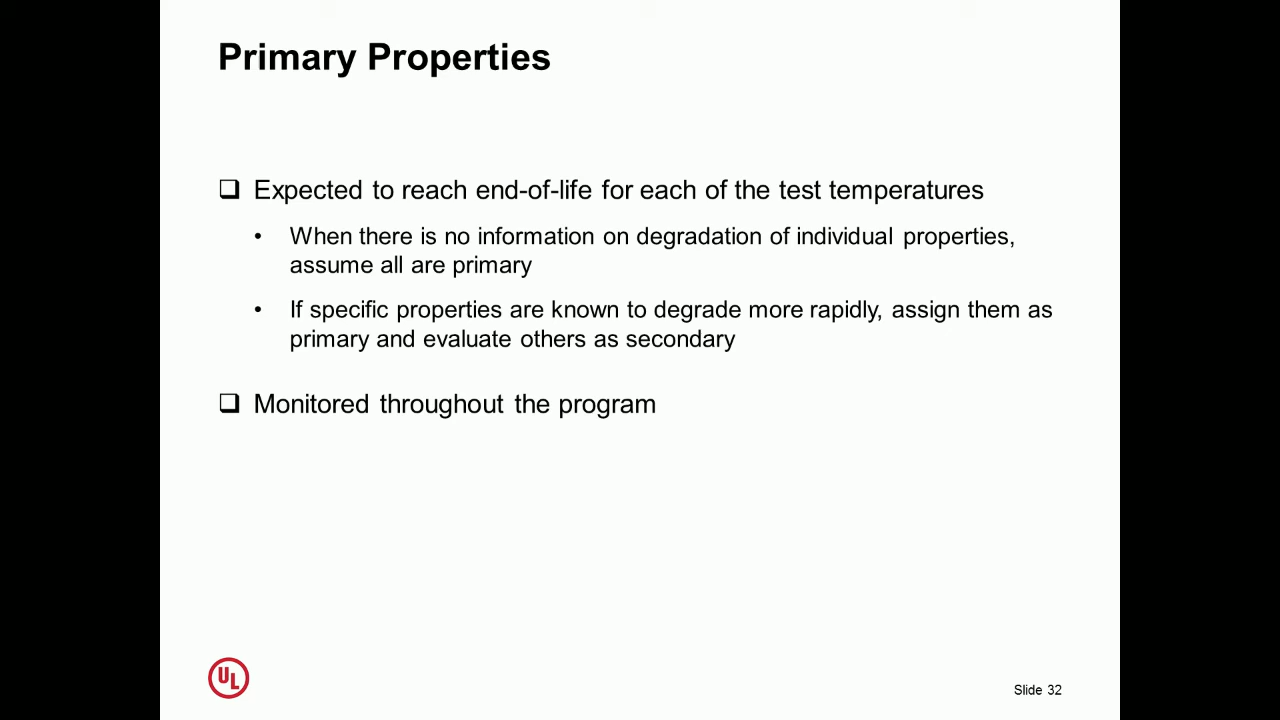 Primary Properties
❑ Expected to reach end-of-life for each of the test temperatures
• When there is no information on degradation of individual properties,
assume all are primary
• If specific properties are known to degrade more rapidly, assign them as
primary and evaluate others as secondary
❑ Monitored throughout the program
UL
Slide 32